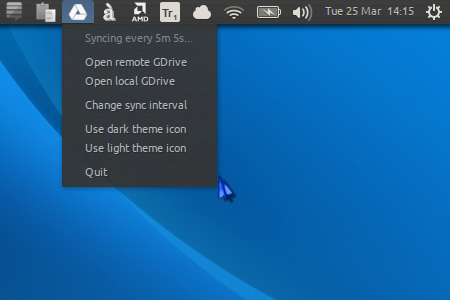 a
AMD
Tr1
Tue 25 Mar 14:15
Syncing every 5m 5s...
Open remote GDrive
Open local GDrive
Change sync interval
Use dark theme icon
Use light theme icon
Quit